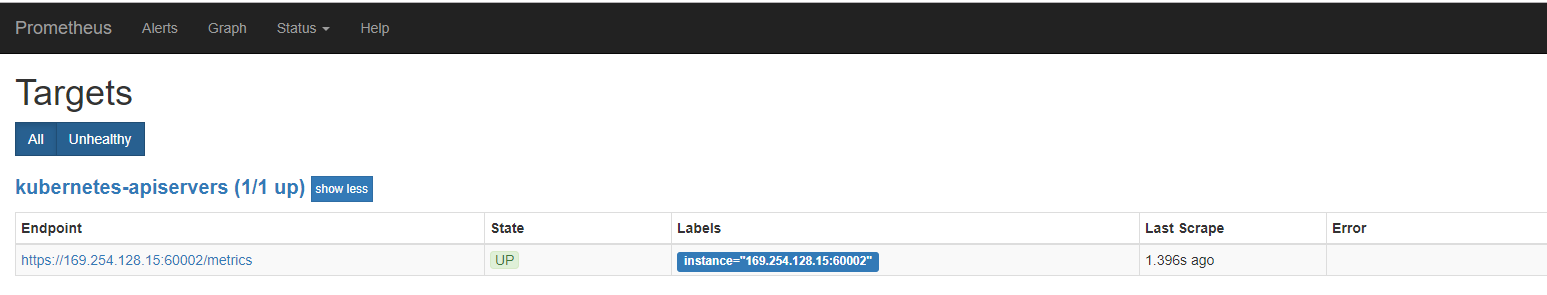 Prometheus Alerts Graph Status Help
Targets
All Unhealthy
kubernetes-apiservers (1/1 up) show less
Endpoint State Labels Last Scrape Error
https://169.254.128.15:60002/metrics UP instance="169.254.128.15:60002" 1.396s ago